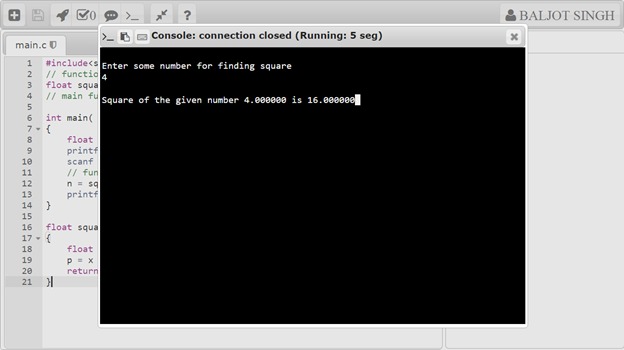 BALJOT SINGH
main.c
Console: connection closed (Running: 5 seg)
Enter some number for finding square
4
Square of the given number 4.000000 is 16.000000
1 #include<s
2 // functio
3 float squa
4 // main fu
5
6 int main(
7 {
8 float
9 printf
10 scanf
11 // fun
12 n = sq
13 printf
14 }
15
16 float squa
17 {
18 float
19 p = x
20 return
21 }